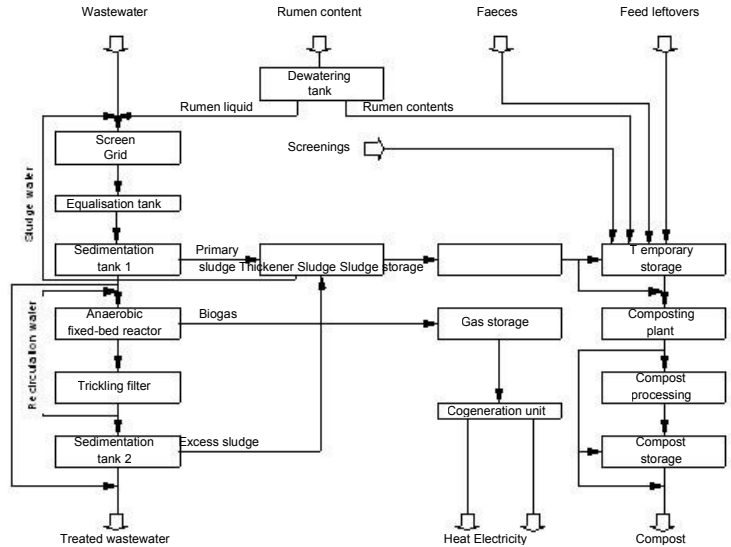 Wastewater
Rumen content
Faeces
Feed leftovers
Dewatering
tank
Rumen liquid
Rumen contents
Screen
Grid
Screenings
Equalisation tank
Sludge water
Sedimentation
tank 1
Primary
sludge Thickener Sludge Sludge storage
T emporary
storage
Anaerobic
fixed-bed reactor
Biogas
Gas storage
Composting
plant
Recirculation water
Trickling filter
Compost
processing
Cogeneration unit
Sedimentation
tank 2
Excess sludge
Compost
storage
Treated wastewater
Heat Electricity
Compost